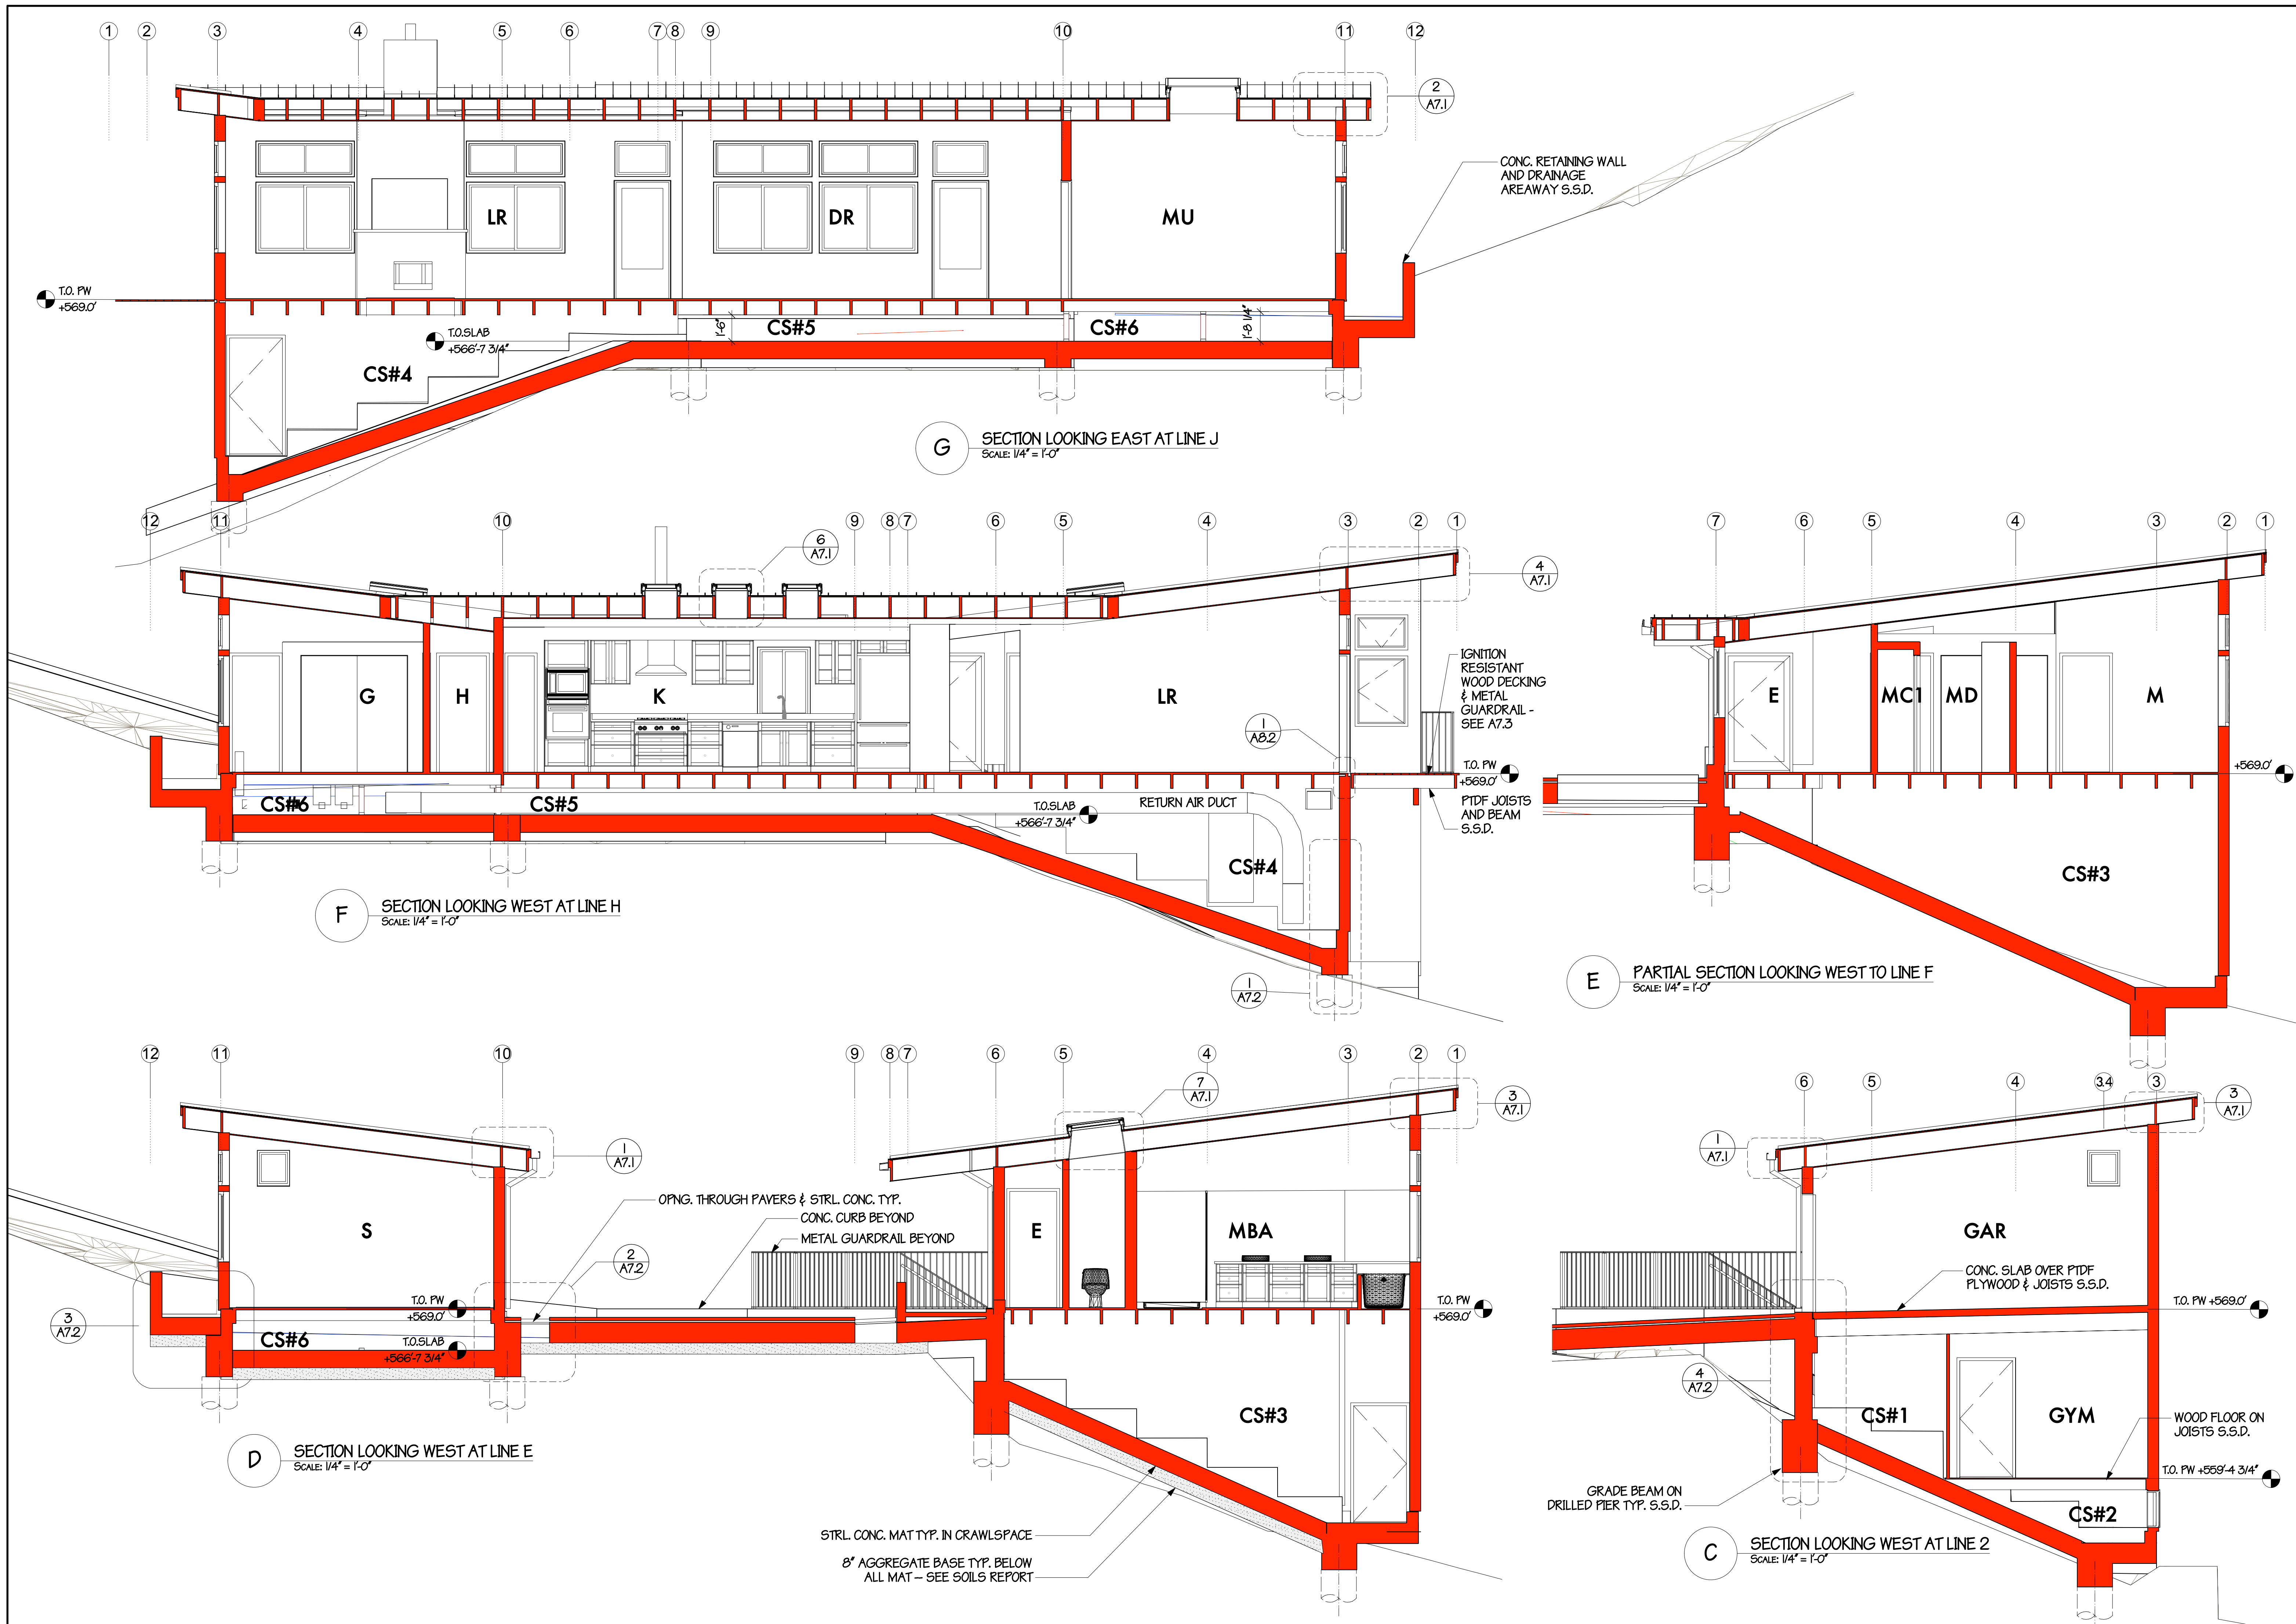 1 2 3 4 5 6 7 8 9 10 11 12
2
A7.1
CONC. RETAINING WALL
AND DRAINAGE
AREAWAY S.S.D.
LR
DR
MU
T.O. PW
+569.0'
T.O.SLAB
+566'-7 3/4"
1'-6"
CS#5
CS#6
1'-8 1/4"
CS#4
G
SECTION LOOKING EAST AT LINE J
SCALE: 1/4" = 1'-0"
12 11 10 9 8 7 6 5 4 3 2 1
6
A7.1
4
A7.1
G
H
K
LR
IGNITION
RESISTANT
WOOD DECKING
& METAL
GUARDRAIL -
SEE A7.3
1
A8.2
T.O. PW
+569.0'
PTDF JOISTS
AND BEAM
S.S.D.
CS#6
CS#5
T.O.SLAB
+566'-7 3/4"
RETURN AIR DUCT
CS#4
1
A7.2
F
SECTION LOOKING WEST AT LINE H
SCALE: 1/4" = 1'-0"
7 6 5 4 3 2 1
E
MC1
MD
M
+569.0'
CS#3
E
PARTIAL SECTION LOOKING WEST TO LINE F
SCALE: 1/4" = 1'-0"
12 11 10 9 8 7 6 5 4 3 2 1
1
A7.1
7
A7.1
3
A7.1
OPNG. THROUGH PAVERS & STRL. CONC. TYP.
CONC. CURB BEYOND
METAL GUARDRAIL BEYOND
2
A7.2
S
E
MBA
T.O. PW
+569.0'
T.O. PW
+569.0'
3
A7.2
CS#6
T.O.SLAB
+566'-7 3/4"
CS#3
D
SECTION LOOKING WEST AT LINE E
SCALE: 1/4" = 1'-0"
STRL. CONC. MAT TYP. IN CRAWLSPACE
8" AGGREGATE BASE TYP. BELOW
ALL MAT – SEE SOILS REPORT
6 5 4 3.4 3
3
A7.1
1
A7.1
GAR
CONC. SLAB OVER PTDF
PLYWOOD & JOISTS S.S.D.
T.O. PW +569.0'
4
A7.2
CS#1
GYM
WOOD FLOOR ON
JOISTS S.S.D.
T.O. PW +559'-4 3/4"
GRADE BEAM ON
DRILLED PIER TYP. S.S.D.
CS#2
C
SECTION LOOKING WEST AT LINE 2
SCALE: 1/4" = 1'-0"